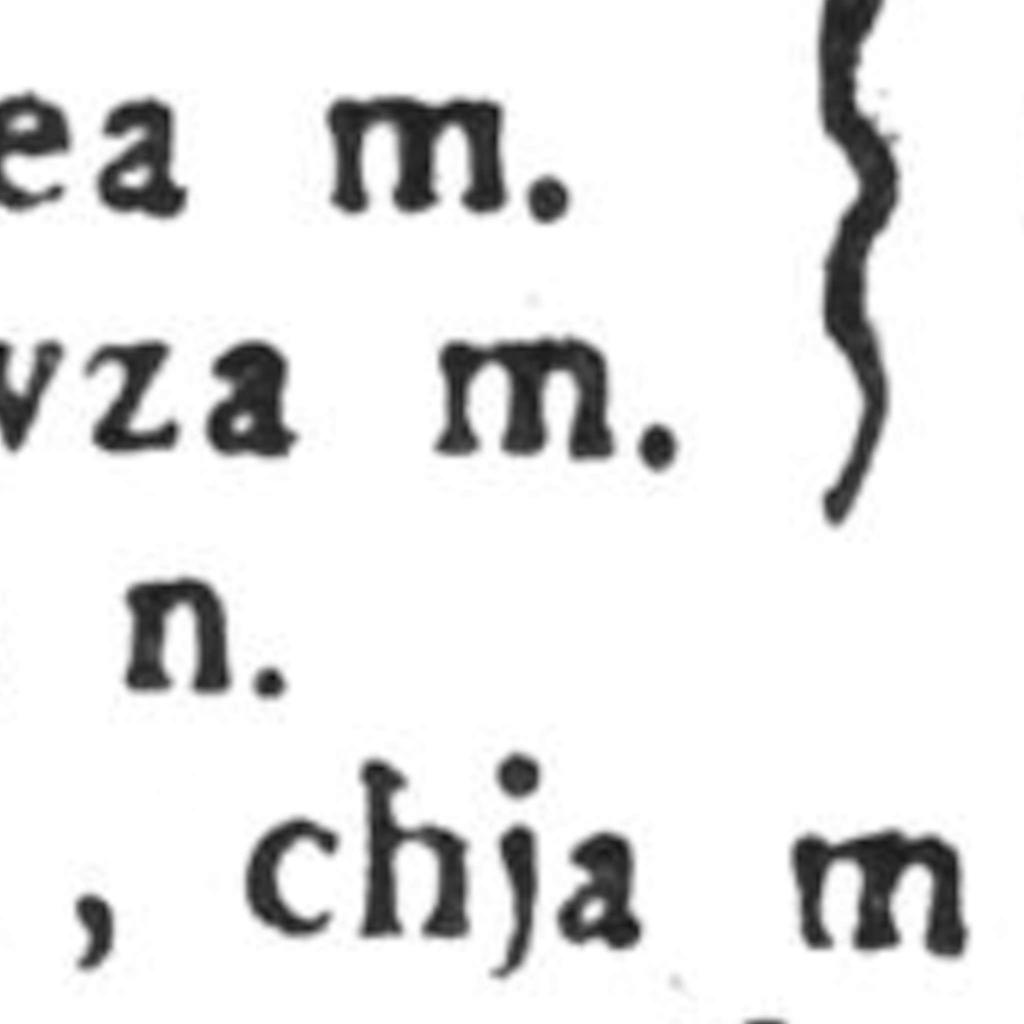 ea m.
vza m.
n.
, chja m